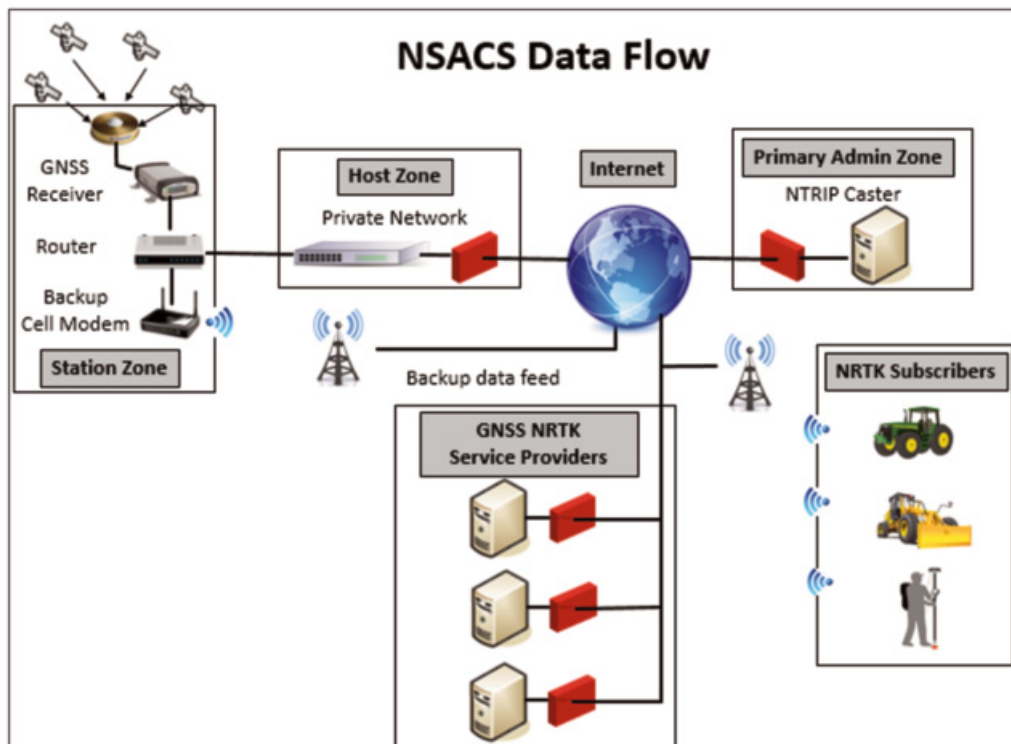 NSACS Data Flow
GNSS
Receiver
Router
Backup
Cell Modem
Station Zone
Host Zone
Private Network
Internet
Primary Admin Zone
NTRIP Caster
Backup data feed
GNSS NRTK
Service Providers
NRTK Subscribers